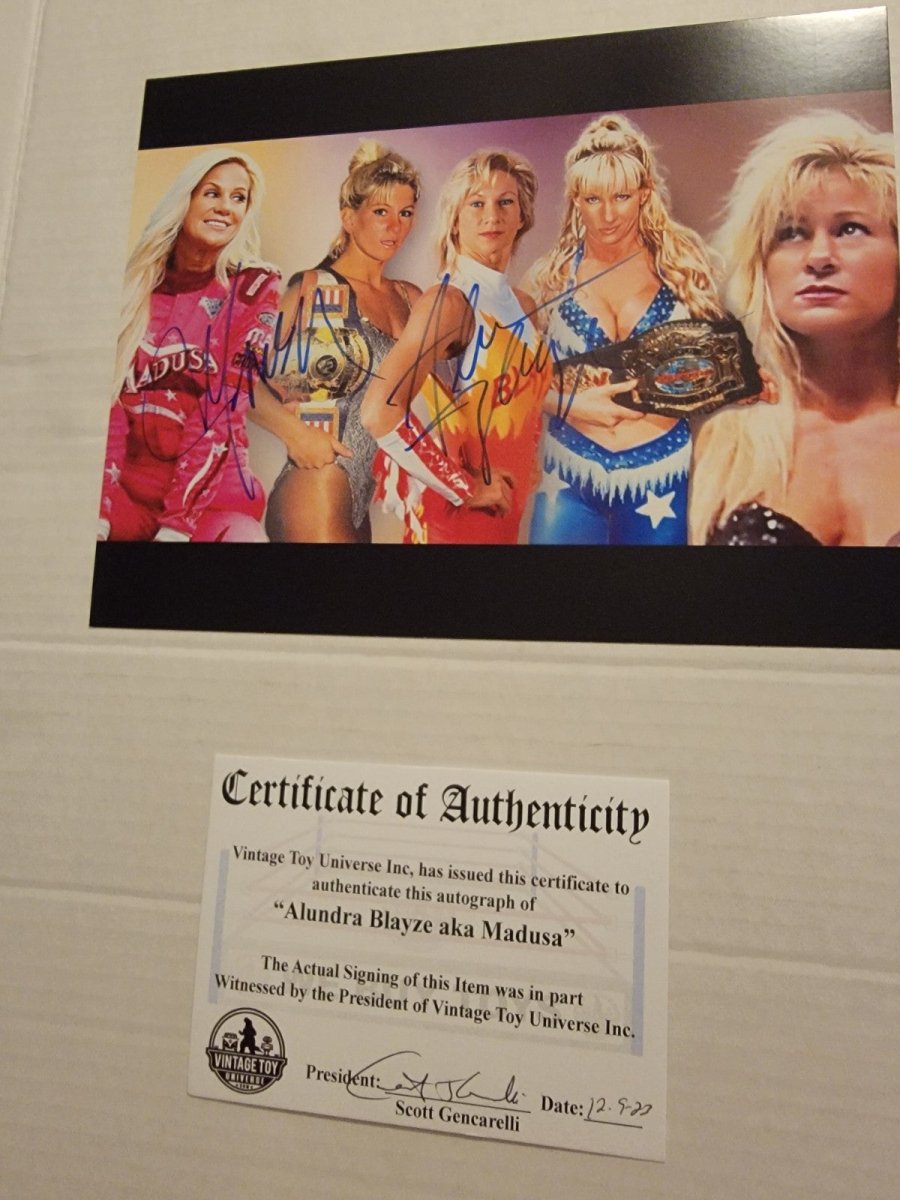 MADUSA
Certificate of Authenticity
Vintage Toy Universe Inc, has issued this certificate to
authenticate this autograph of
“Alundra Blayze aka Madusa”
The Actual Signing of this Item was in part
Witnessed by the President of Vintage Toy Universe Inc.
VINTAGE TOY
UNIVERSE
President:
Scott Gencarelli
Date: 12-9-22